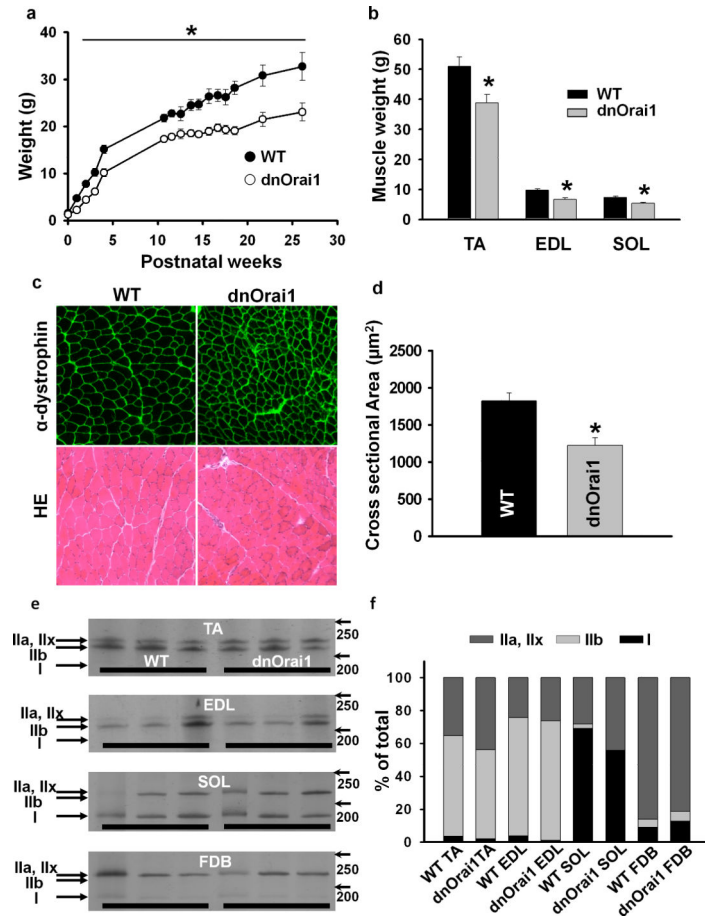 a
*
Weight (g)
40
30
20
10
0
WT
dnOrai1
0 5 10 15 20 25 30
Postnatal weeks
b
Muscle weight (g)
60
50
40
30
20
10
0
*
*
*
WT
dnOrai1
TA EDL SOL
c
WT dnOrai1
α-dystrophin
HE
d
Cross sectional Area (µm²)
2500
2000
1500
1000
500
0
WT
*
dnOrai1
e
TA
IIa, IIx
IIb
I
WT dnOrai1
250
200
EDL
IIa, IIx
IIb
I
250
200
SOL
IIa, IIx
IIb
I
250
200
FDB
IIa, IIx
IIb
I
250
200
f
IIa, IIx IIb I
% of total
100
80
60
40
20
0
WT TA
dnOrai1TA
WT EDL
dnOrai1 EDL
WT SOL
dnOrai1 SOL
WT FDB
dnOrai1 FDB